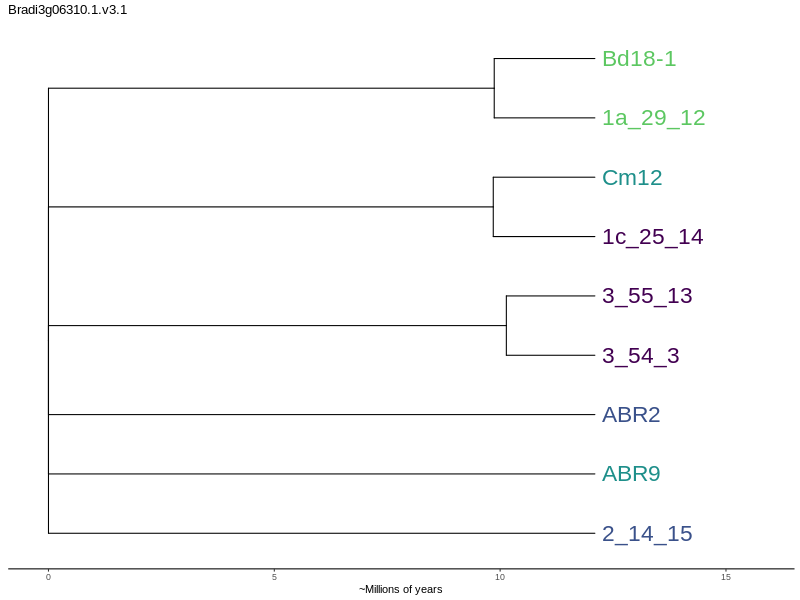 Bradi3g06310.1.v3.1
Bd18-1
1a_29_12
Cm12
1c_25_14
3_55_13
3_54_3
ABR2
ABR9
2_14_15
0 5 10 15
~Millions of years